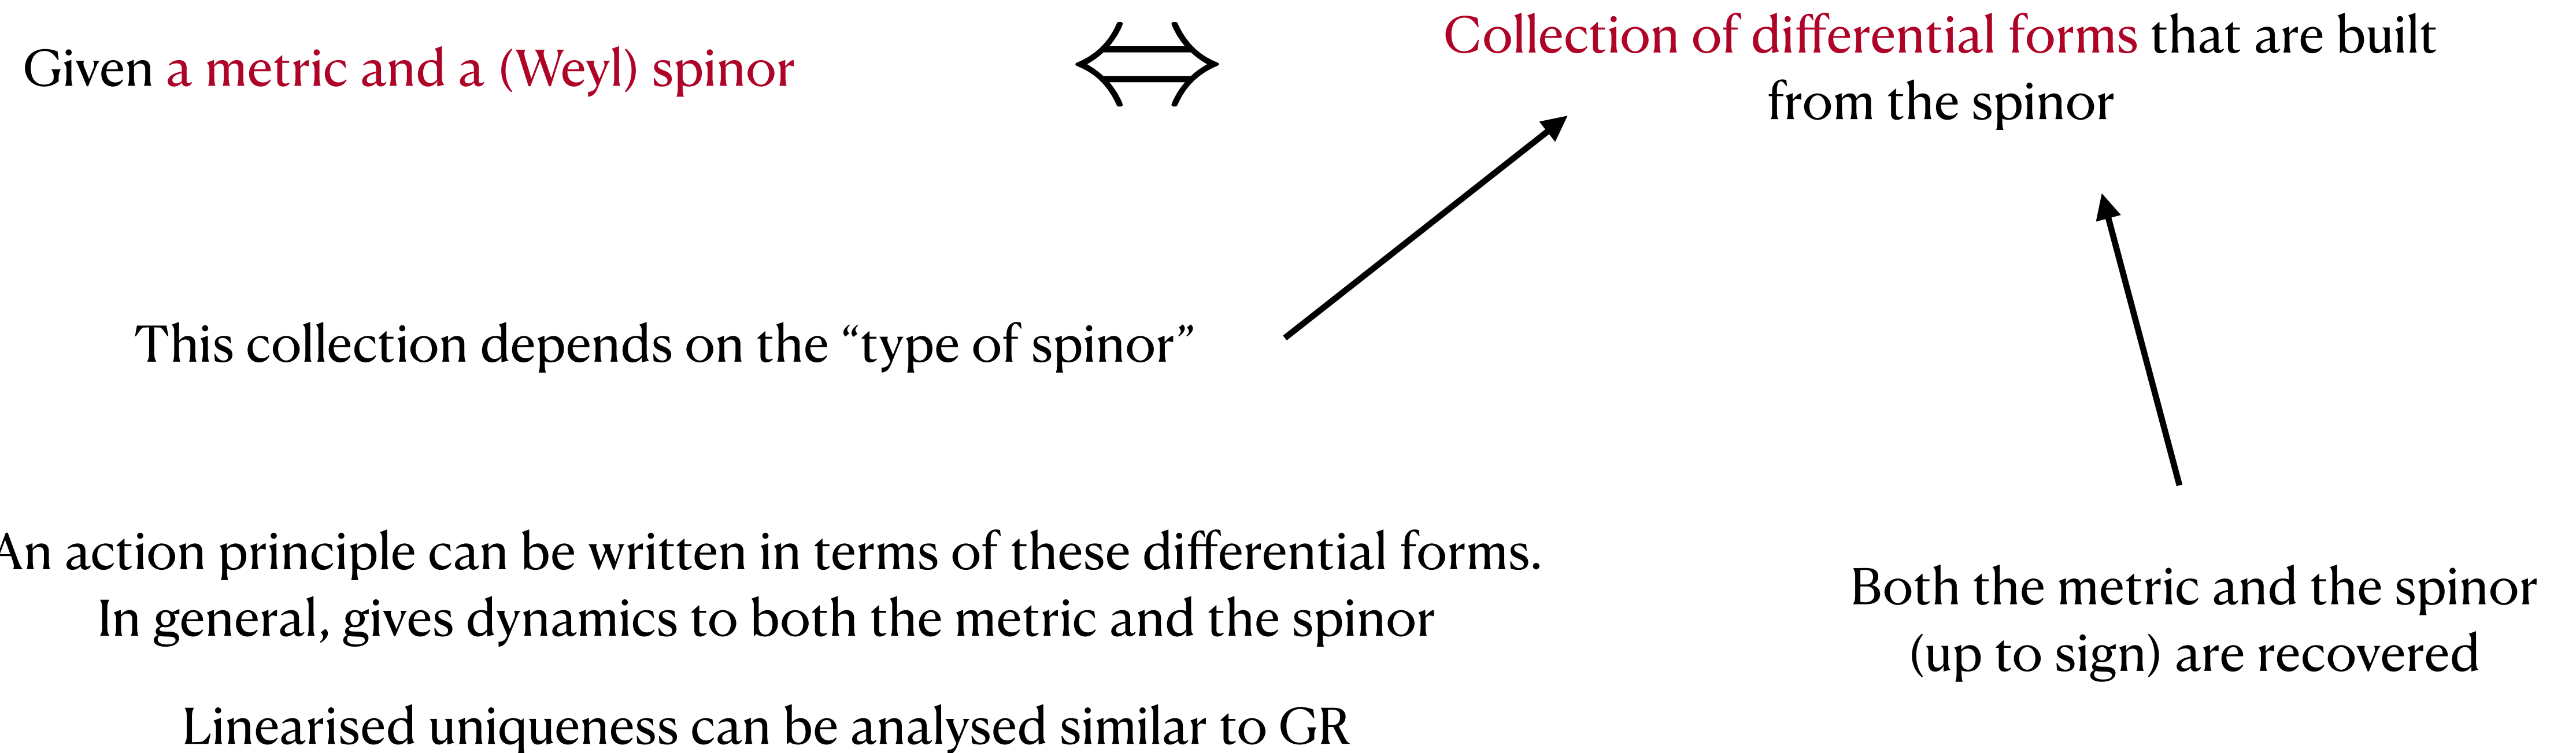 Given a metric and a (Weyl) spinor
Collection of differential forms that are built
from the spinor
This collection depends on the “type of spinor”
An action principle can be written in terms of these differential forms.
In general, gives dynamics to both the metric and the spinor
Both the metric and the spinor
(up to sign) are recovered
Linearised uniqueness can be analysed similar to GR